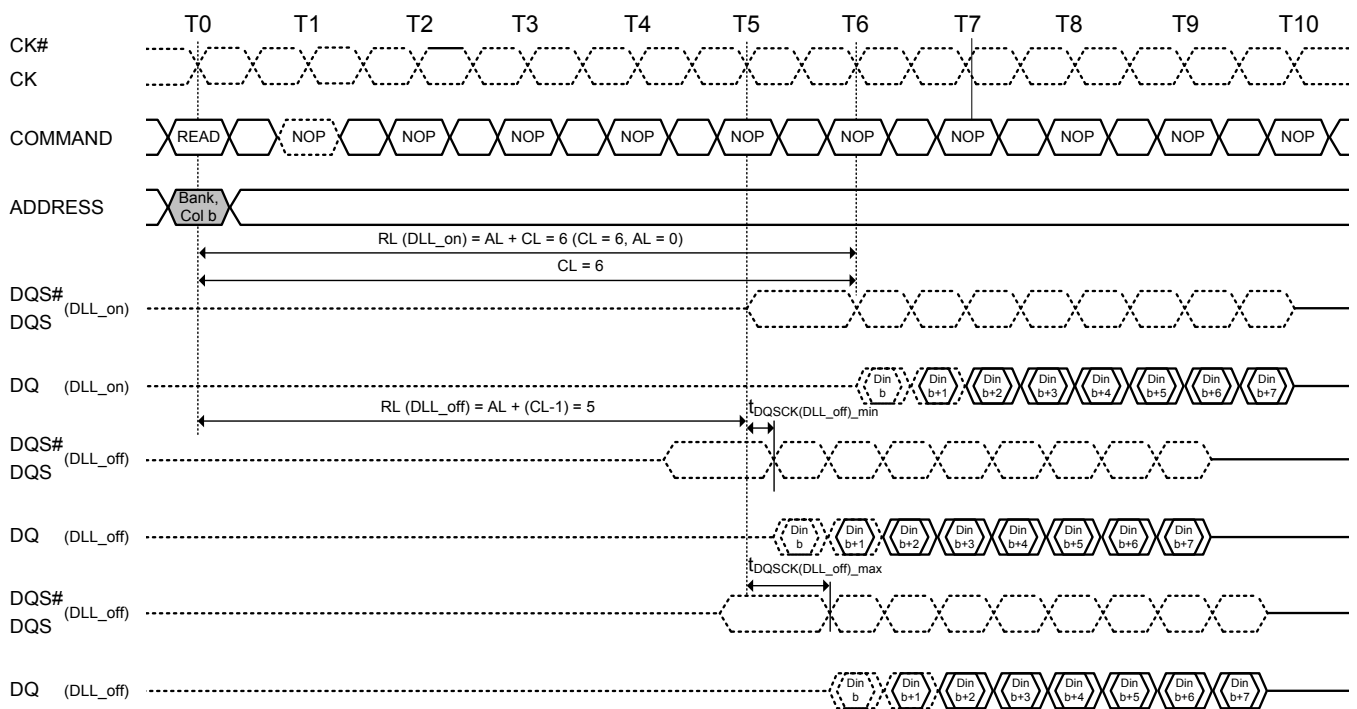 T0 T1 T2 T3 T4 T5 T6 T7 T8 T9 T10
CK#
CK
COMMAND READ NOP NOP NOP NOP NOP NOP NOP NOP NOP NOP
ADDRESS Bank, Col b
RL (DLL_on) = AL + CL = 6 (CL = 6, AL = 0)
CL = 6
DQS# (DLL_on)
DQS
DQ (DLL_on) Din b Din b+1 Din b+2 Din b+3 Din b+4 Din b+5 Din b+6 Din b+7
RL (DLL_off) = AL + (CL-1) = 5 tDQSCK(DLL_off)_min
DQS# (DLL_off)
DQS
DQ (DLL_off) Din b Din b+1 Din b+2 Din b+3 Din b+4 Din b+5 Din b+6 Din b+7
tDQSCK(DLL_off)_max
DQS# (DLL_off)
DQS
DQ (DLL_off) Din b Din b+1 Din b+2 Din b+3 Din b+4 Din b+5 Din b+6 Din b+7